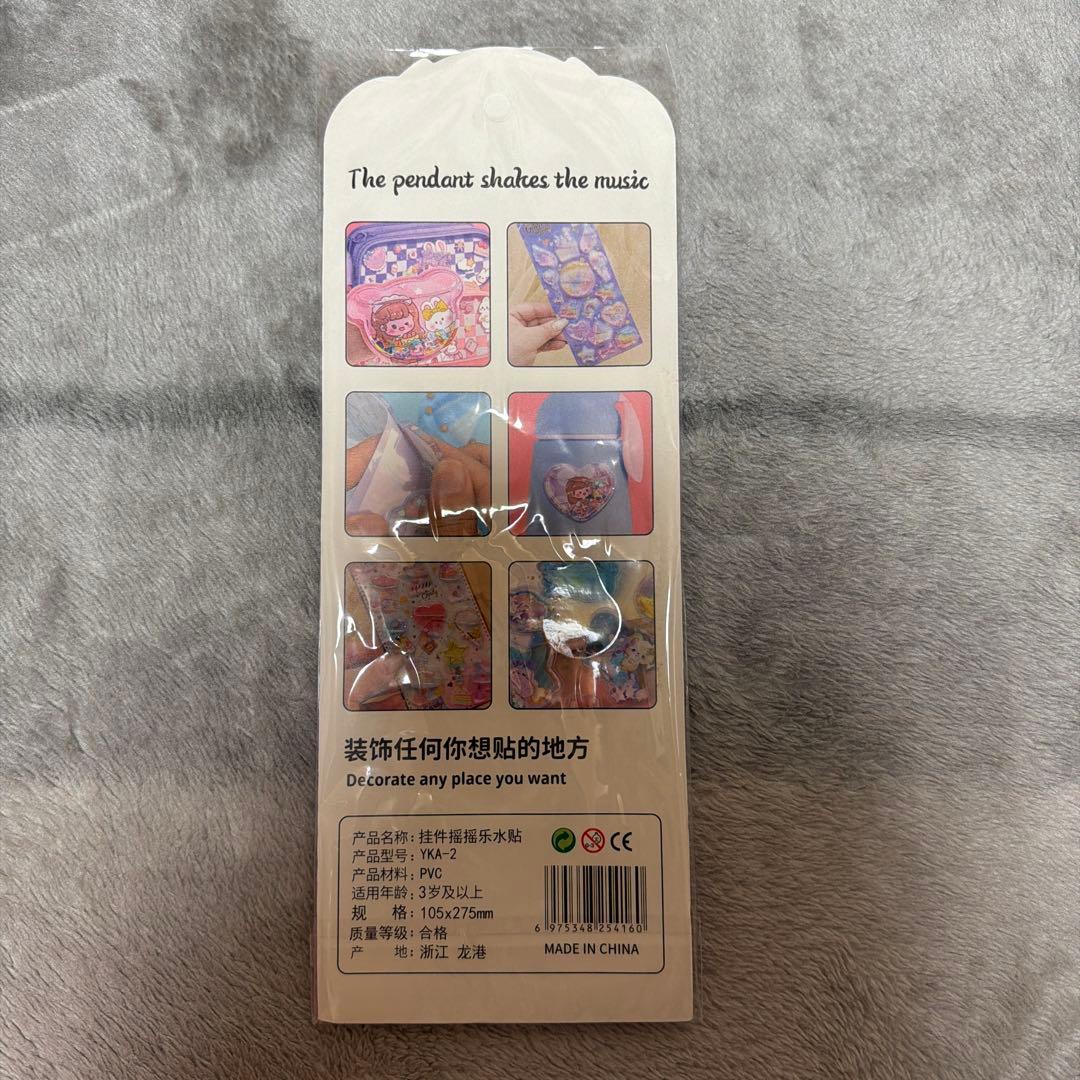 The pendant shakes the music
装饰任何你想贴的地方
Decorate any place you want
产品名称：挂件摇摇乐水贴
产品型号：YKA-2
产品材料：PVC
适用年龄：3岁及以上
规 格：105x275mm
质量等级：合格
产 地：浙江 龙港
0-3
CE
6 975348 254160
MADE IN CHINA